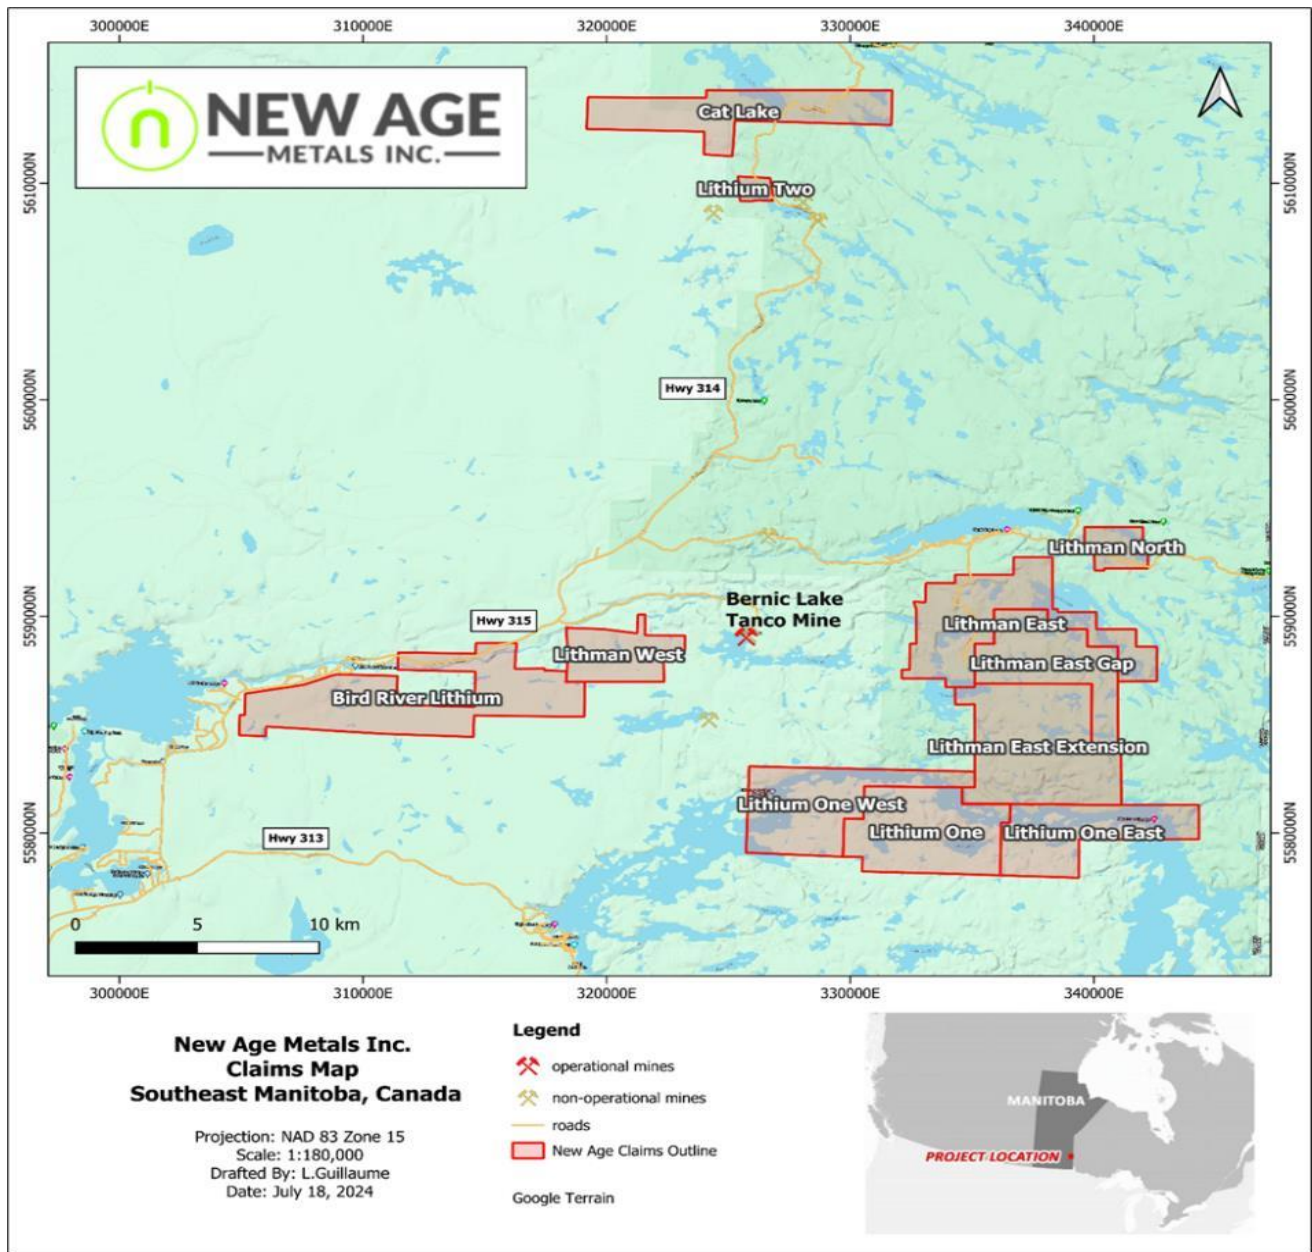 300000E 310000E 320000E 330000E 340000E
NEW AGE
METALS INC.
Cat Lake
Lithium Two
5610000N
5610000N
Hwy 314
5600000N
5600000N
Lithman North
Bernic Lake
Tanco Mine
5590000N
5590000N
Hwy 315
Lithman East
Lithman West
Lithman East Gap
Bird River Lithium
Lithman East Extension
Lithium One West
Lithium One
Lithium One East
5580000N
5580000N
Hwy 313
0 5 10 km
300000E 310000E 320000E 330000E 340000E
New Age Metals Inc.
Claims Map
Southeast Manitoba, Canada
Projection: NAD 83 Zone 15
Scale: 1:180,000
Drafted By: L.Guillaume
Date: July 18, 2024
Legend
operational mines
non-operational mines
roads
New Age Claims Outline
Google Terrain
MANITOBA
PROJECT LOCATION